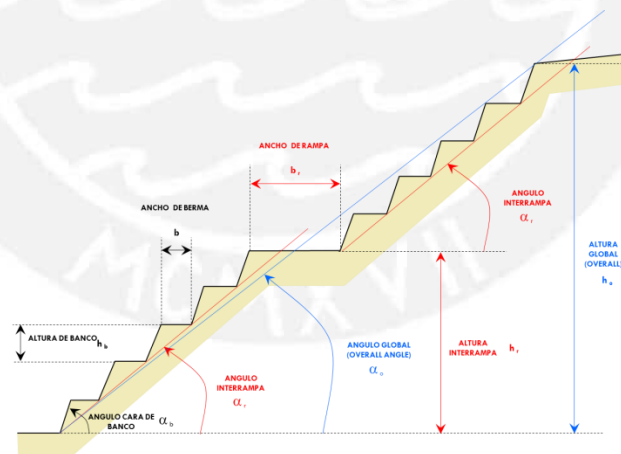 ANCHO DE RAMPA
b r
ANCHO DE BERMA
b
ANGULO
INTERRAMPA
α r
ALTURA
GLOBAL
(OVERALL)
h o
ALTURA DE BANCO h b
ANGULO GLOBAL
(OVERALL ANGLE)
α o
ALTURA
INTERRAMPA
h r
ANGULO
INTERRAMPA
α r
ANGULO CARA DE
BANCO
α b
MCMXVII